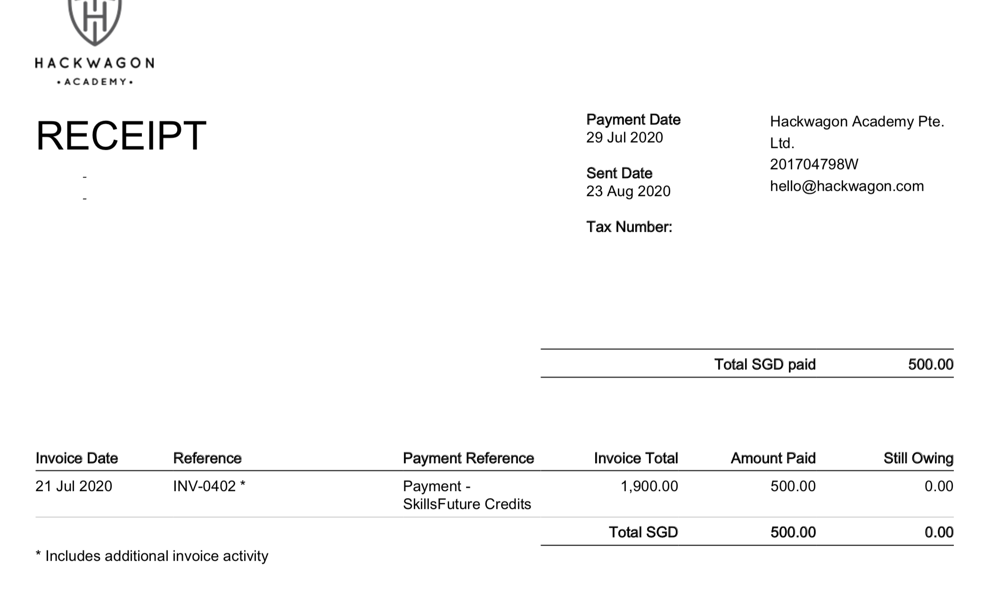 HACKWAGON
•ACADEMY•
RECEIPT
-
-
Payment Date
29 Jul 2020
Sent Date
23 Aug 2020
Tax Number:
Hackwagon Academy Pte.
Ltd.
201704798W
hello@hackwagon.com
Total SGD paid 500.00
Invoice Date Reference Payment Reference Invoice Total Amount Paid Still Owing
21 Jul 2020 INV-0402 * Payment - 1,900.00 500.00 0.00
SkillsFuture Credits
Total SGD 500.00 0.00
* Includes additional invoice activity